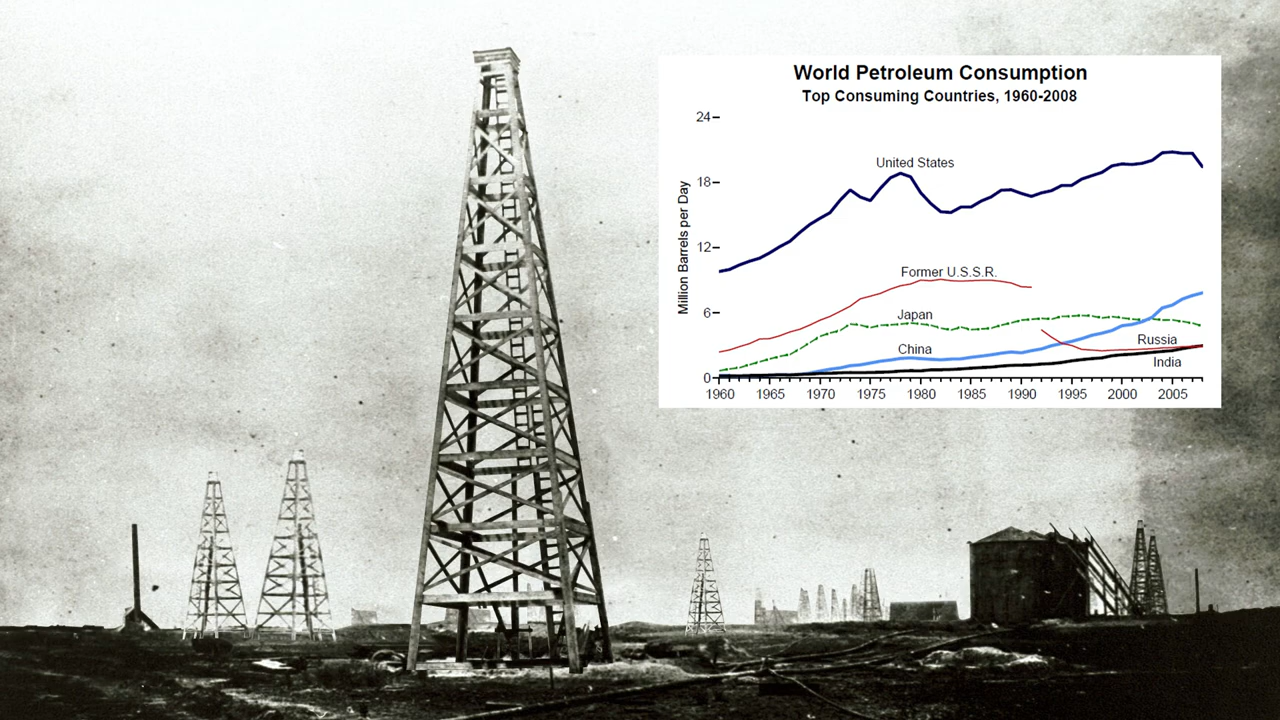 World Petroleum Consumption
Top Consuming Countries, 1960-2008
Million Barrels per Day
24
18
12
6
0
United States
Former U.S.S.R.
Japan
China
Russia
India
1960 1965 1970 1975 1980 1985 1990 1995 2000 2005